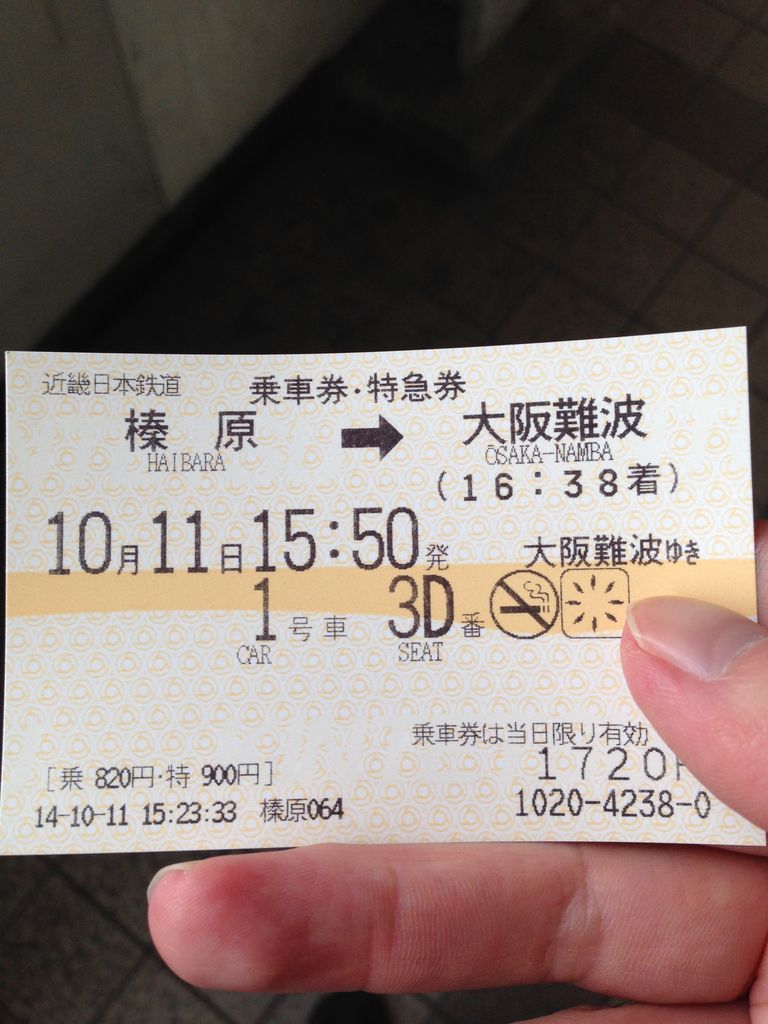 近畿日本鉄道 乗車券・特急券
榛原 → 大阪難波
HAIBARA OSAKA-NAMBA
(16:38着)
10月11日15:50発 大阪難波ゆき
1号車 3D番
CAR SEAT
乗車券は当日限り有効
[乗 820円・特 900円] 1720
14-10-11 15:23:33 榛原064 1020-4238-0